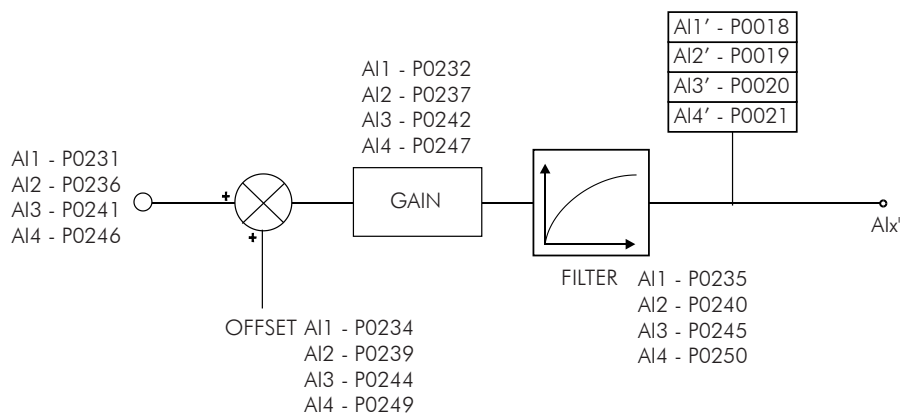 AI1' - P0018
AI2' - P0019
AI3' - P0020
AI4' - P0021
AI1 - P0232
AI2 - P0237
AI3 - P0242
AI4 - P0247
AI1 - P0231
AI2 - P0236
AI3 - P0241
AI4 - P0246
+
+
GAIN
AIx'
FILTER
AI1 - P0235
AI2 - P0240
AI3 - P0245
AI4 - P0250
OFFSET
AI1 - P0234
AI2 - P0239
AI3 - P0244
AI4 - P0249